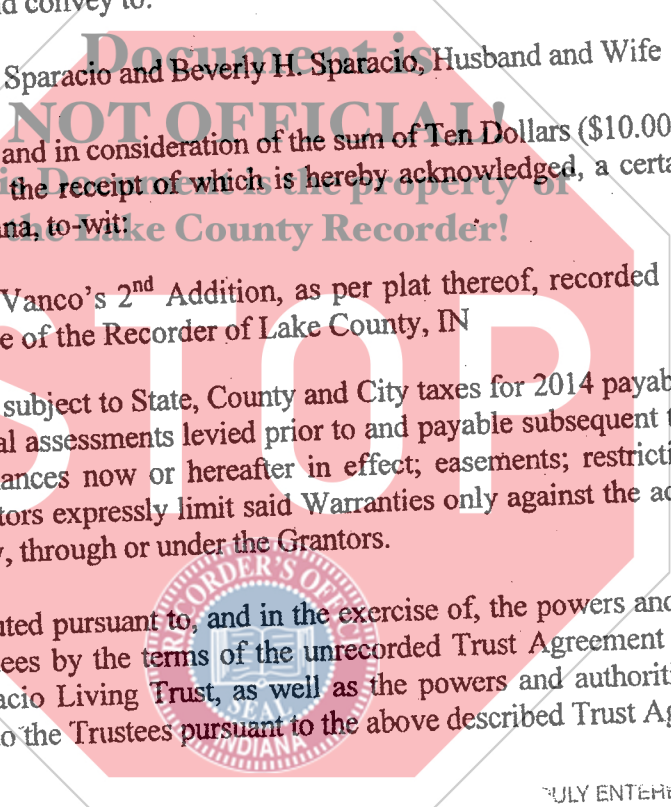 d convey to:
Document is
Sparacio and Beverly H. Sparacio, Husband and Wife
NOT OFFICIAL!
and in consideration of the sum of Ten Dollars ($10.00
This Document is the property of
the receipt of which is hereby acknowledged, a certa
na, to-wit:
the Lake County Recorder!
Vanco's 2nd Addition, as per plat thereof, recorded
e of the Recorder of Lake County, IN
STOP
subject to State, County and City taxes for 2014 payab
al assessments levied prior to and payable subsequent t
ances now or hereafter in effect; easements; restricti
tors expressly limit said Warranties only against the ac
, through or under the Grantors.
RECORDER'S OFFICE
uted pursuant to, and in the exercise of, the powers and
ees by the terms of the unrecorded Trust Agreement
acio Living Trust, as well as the powers and authoriti
SEAL
o the Trustees pursuant to the above described Trust Ag
INDIANA
ULY ENTER